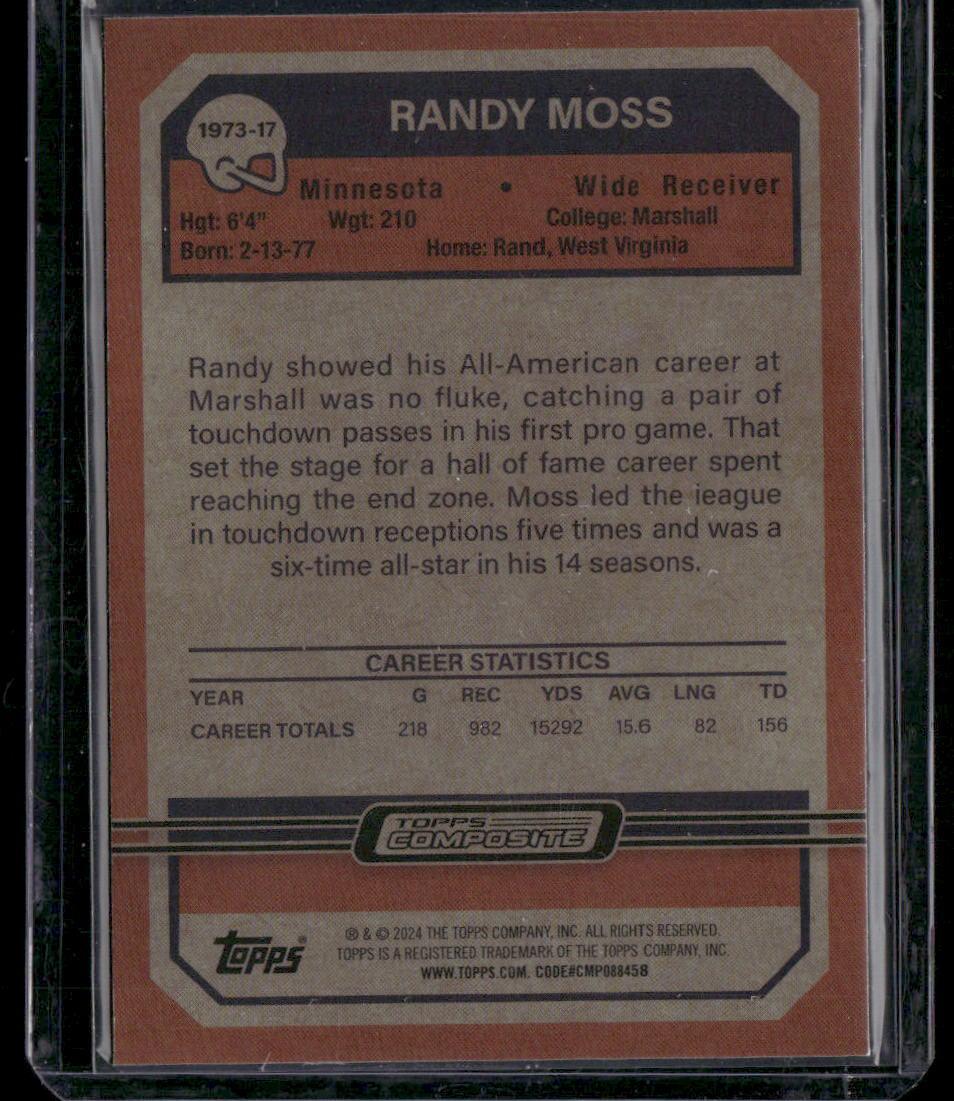 1973-17
RANDY MOSS
Minnesota • Wide Receiver
Hgt: 6'4" Wgt: 210 College: Marshall
Born: 2-13-77 Home: Rand, West Virginia
Randy showed his All-American career at
Marshall was no fluke, catching a pair of
touchdown passes in his first pro game. That
set the stage for a hall of fame career spent
reaching the end zone. Moss led the league
in touchdown receptions five times and was a
six-time all-star in his 14 seasons.
CAREER STATISTICS
YEAR G REC YDS AVG LNG TD
CAREER TOTALS 218 982 15292 15.6 82 156
TOPPS
COMPOSITE
topps®
® & © 2024 THE TOPPS COMPANY, INC. ALL RIGHTS RESERVED.
TOPPS IS A REGISTERED TRADEMARK OF THE TOPPS COMPANY, INC.
WWW.TOPPS.COM. CODE#CMP088458